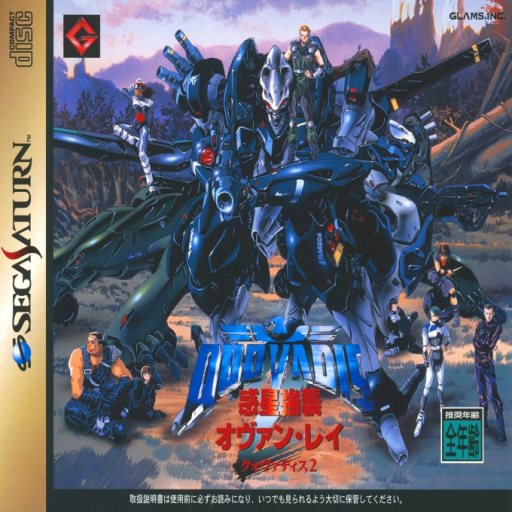 COMPACT
DISC
SEGA SATURN™
GLAMS.INC.
QUOVADIS
惑星強襲
オヴァン・レイ
クォヴァディス2
推奨年齢
全年齢
取扱説明書は使用前に必ずお読みになり、いつでも見られるよう大切に保管してください。